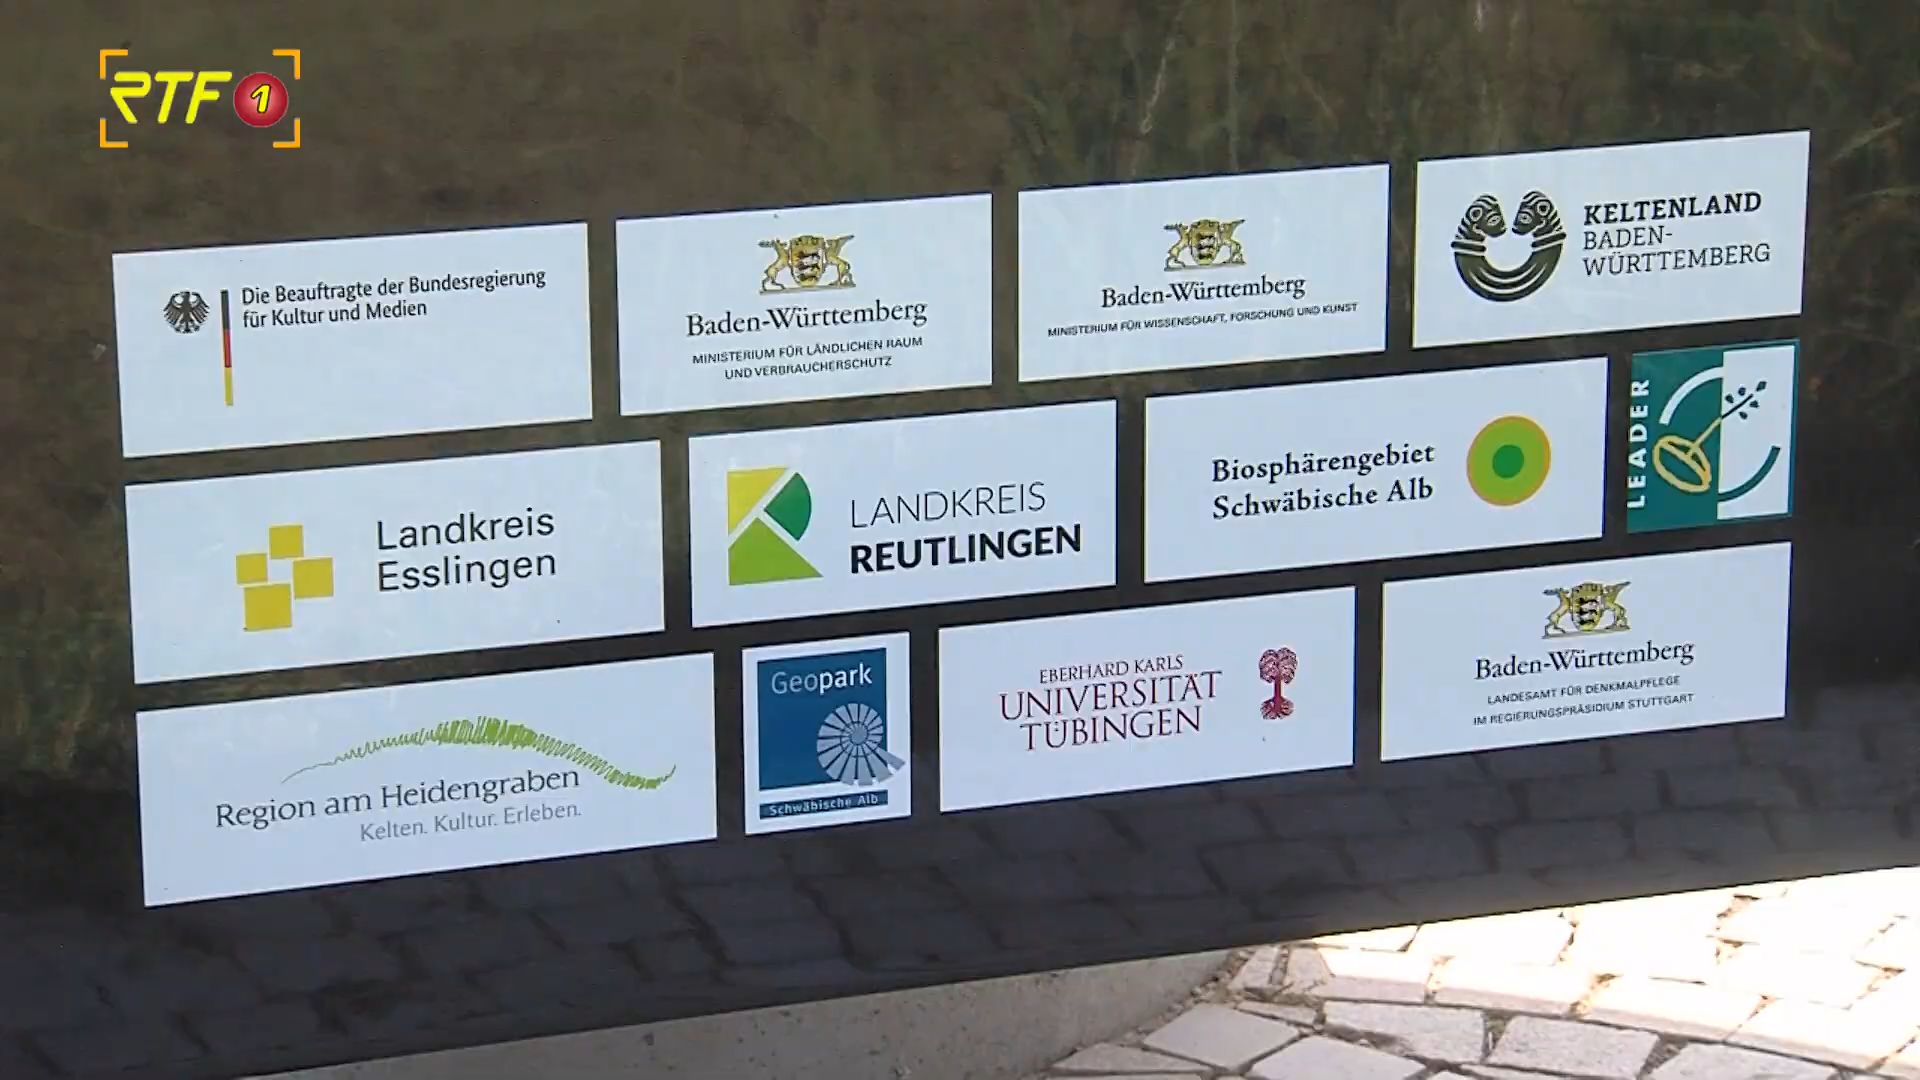 RTF 1
Die Beauftragte der Bundesregierung
für Kultur und Medien
Baden-Württemberg
MINISTERIUM FÜR LÄNDLICHEN RAUM
UND VERBRAUCHERSCHUTZ
Baden-Württemberg
MINISTERIUM FÜR WISSENSCHAFT, FORSCHUNG UND KUNST
KELTENLAND
BADEN-
WÜRTTEMBERG
Landkreis
Esslingen
LANDKREIS
REUTLINGEN
Biosphärengebiet
Schwäbische Alb
LEADER
Region am Heidengraben
Kelten. Kultur. Erleben.
Geopark
Schwäbische Alb
EBERHARD KARLS
UNIVERSITÄT
TÜBINGEN
Baden-Württemberg
LANDESAMT FÜR DENKMALPFLEGE
IM REGIERUNGSPRÄSIDIUM STUTTGART